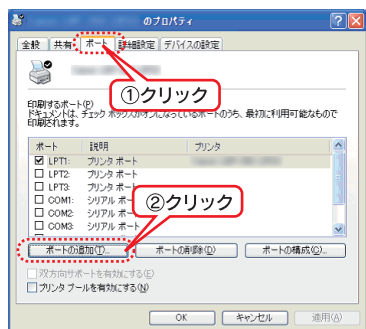 のプロパティ
全般 共有 ポート 詳細設定 デバイスの設定
①クリック
印刷するポート(P)
ドキュメントは、チェック ボックスがオンになっているポートのうち、最初に利用可能なもので
印刷されます。
ポート 説明 プリンタ
LPT1: プリンタ ポート
LPT2: プリンタ ポート
LPT3: プリンタ ポート
COM1: シリアル ポート
COM2: シリアル ポー
COM3: シリアル ポート
②クリック
ポートの追加(T)... ポートの削除(D) ポートの構成(C)...
双方向サポートを有効にする(E)
プリンタ プールを有効にする(N)
OK キャンセル 適用(A)